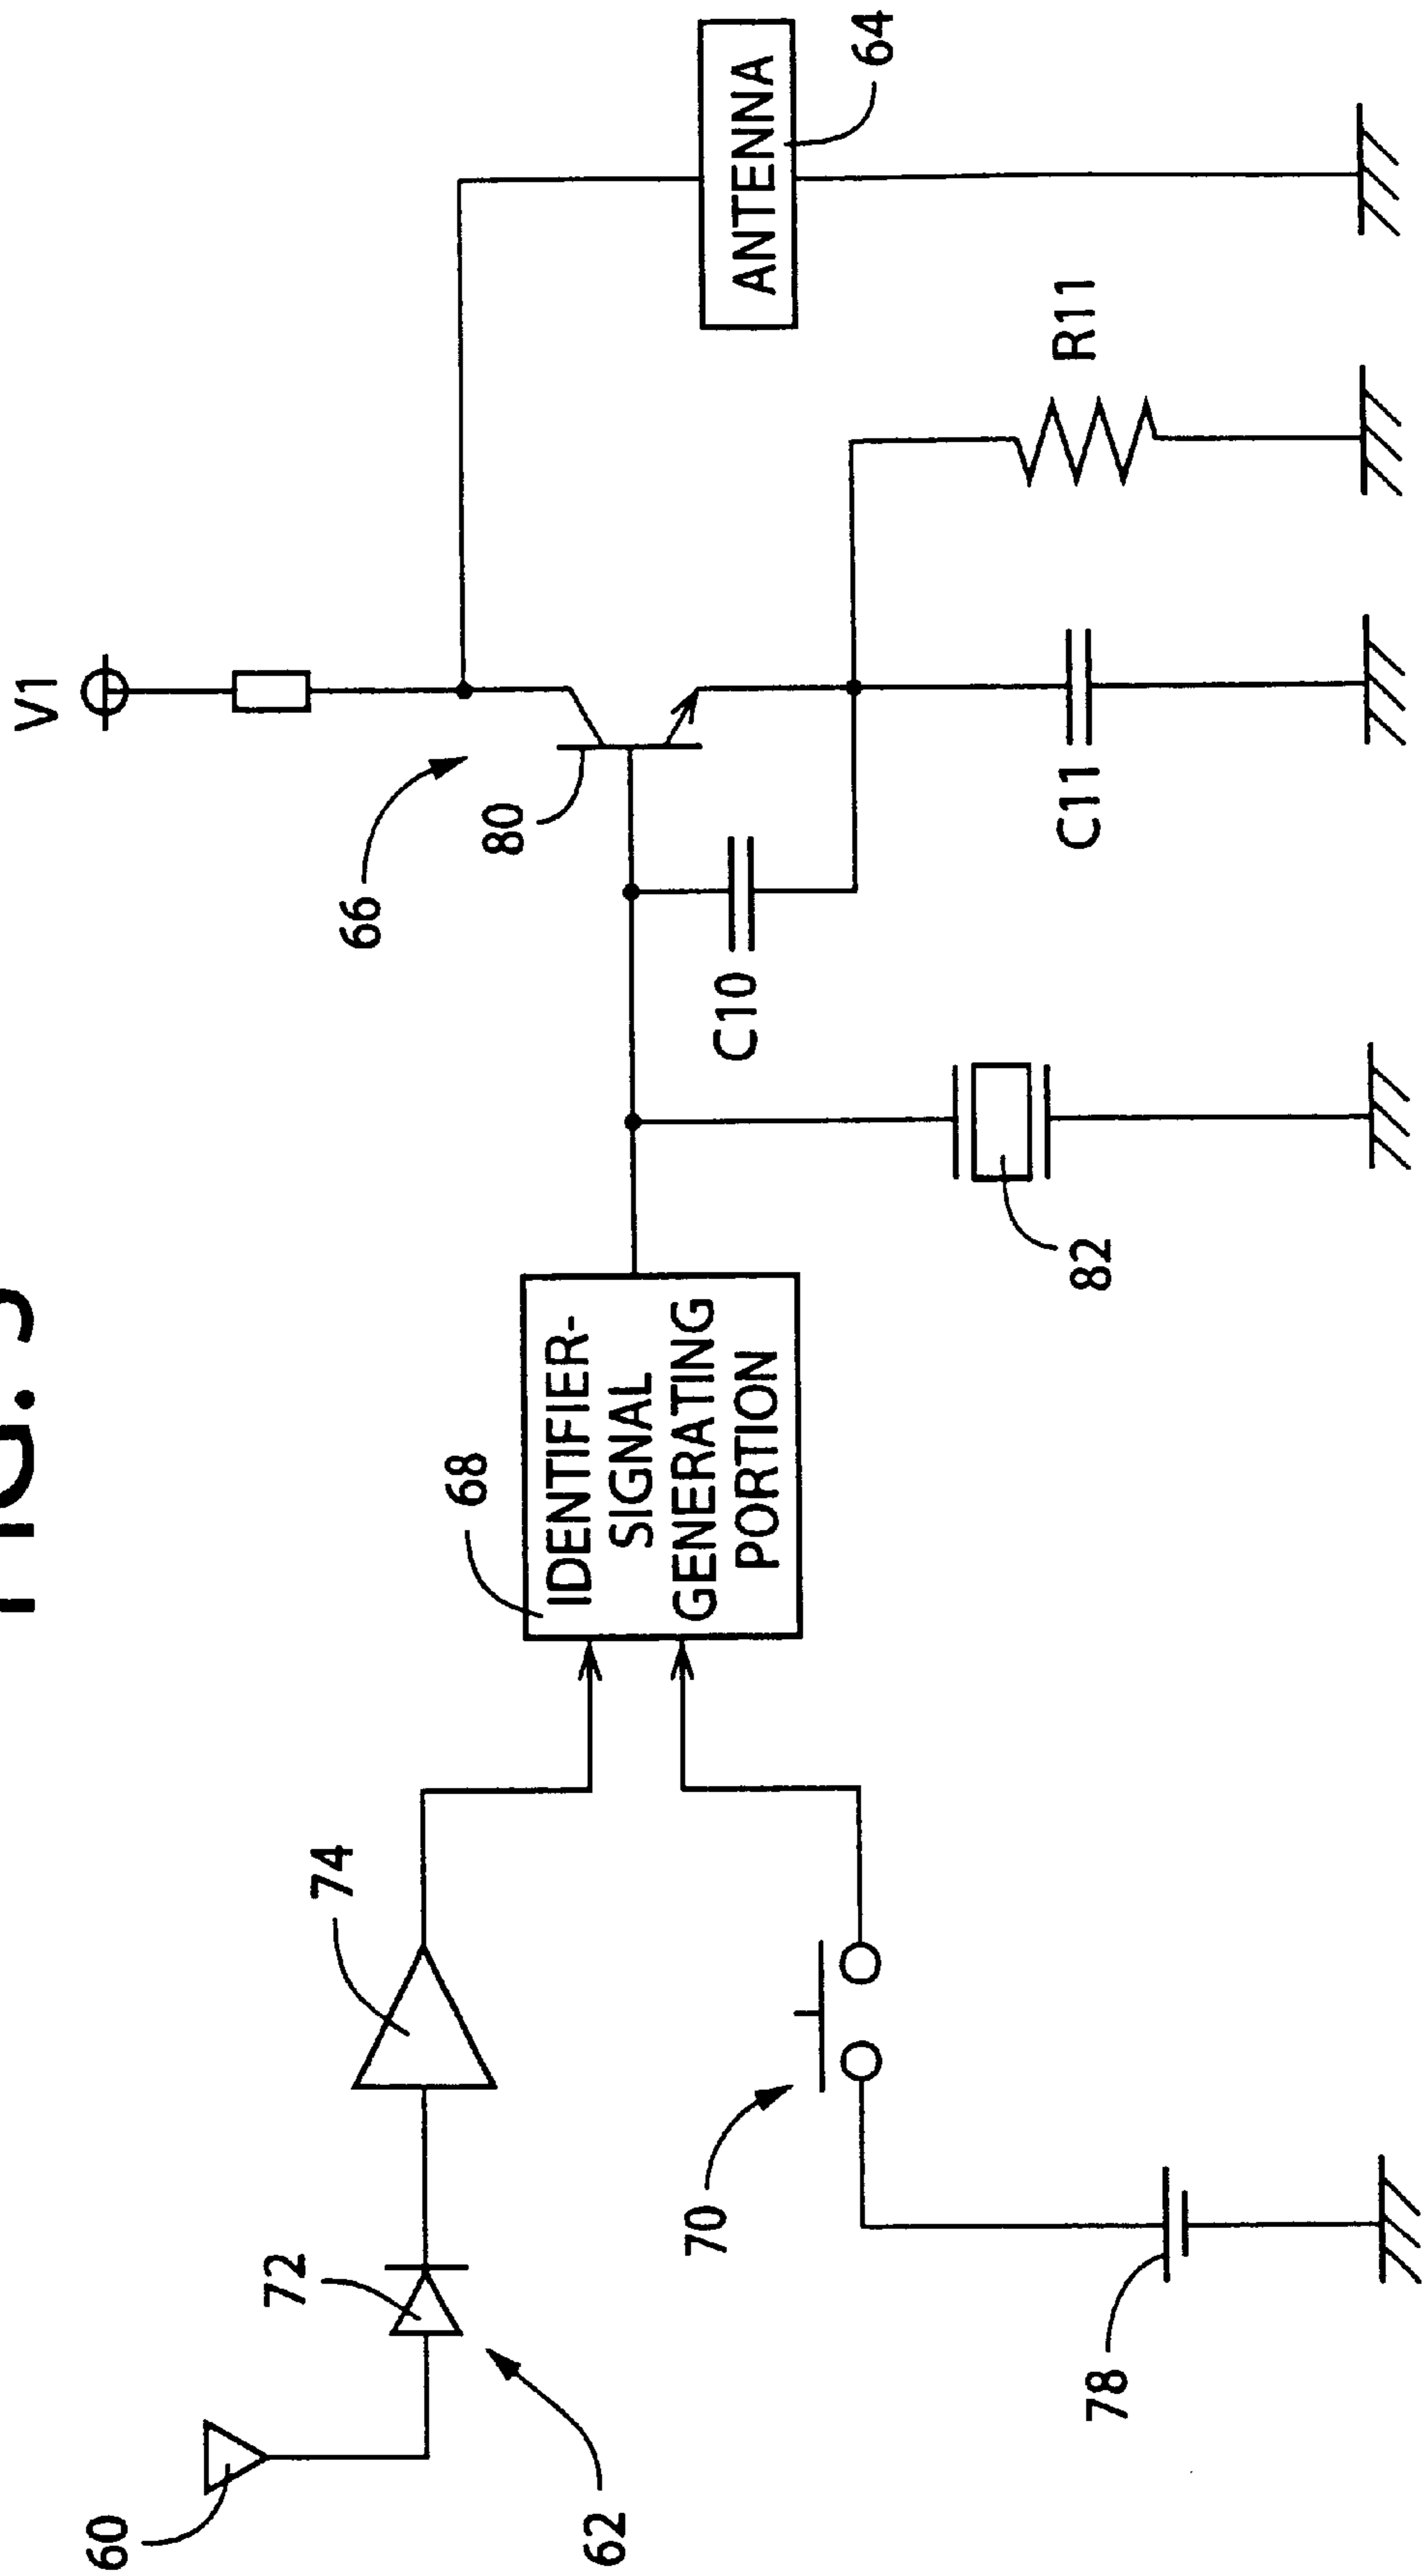 FIG.
V1
60
62
72
74
70
78
68
IDENTIFIER-
SIGNAL
GENERATING
PORTION
82
66
80
C10
C11
R11
ANTENNA
64